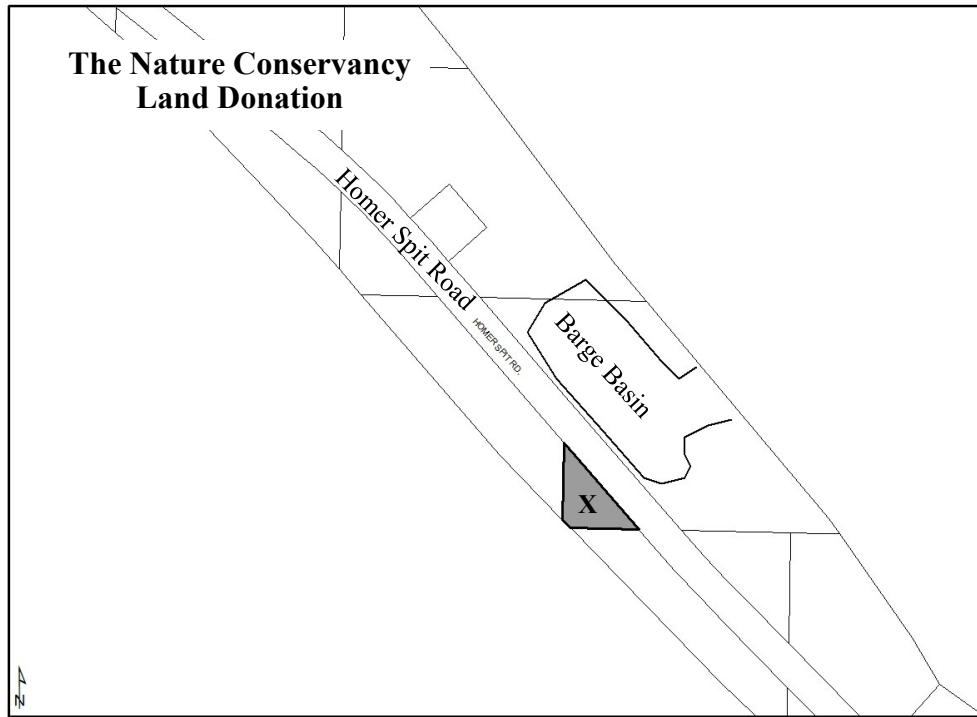 The Nature Conservancy
Land Donation
Homer Spit Road
HOMER SPIT RD.
Barge Basin
X
N